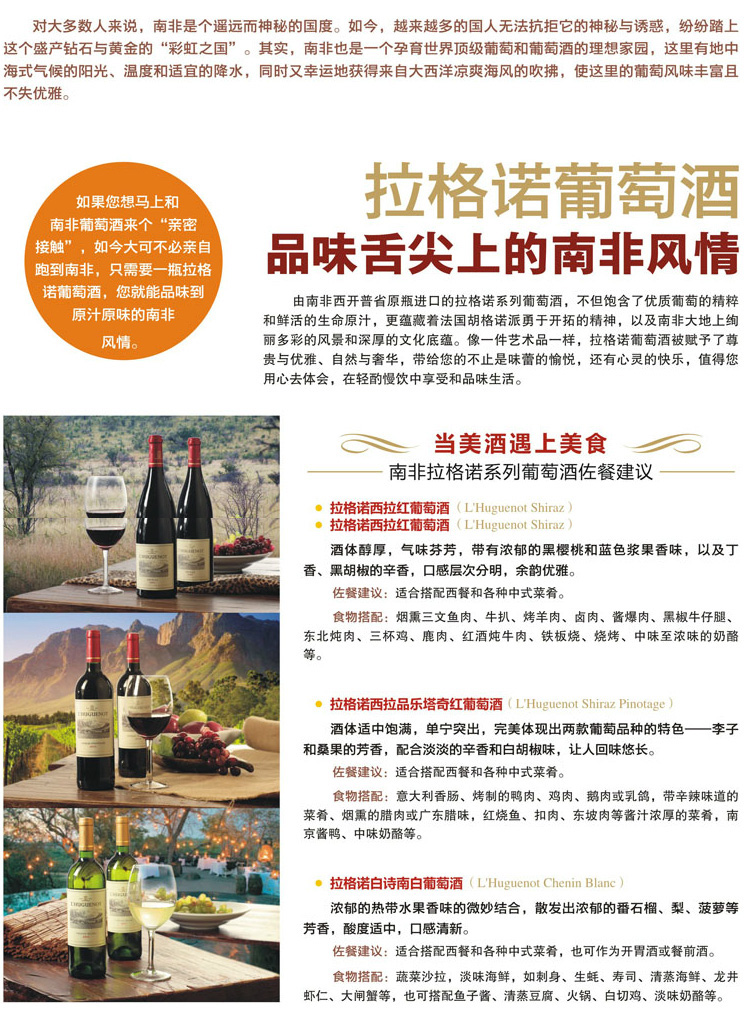 对大多数人来说，南非是个遥远而神秘的国度。如今，越来越多的国人无法抗拒它的神秘与诱惑，纷纷踏上
这个盛产钻石与黄金的“彩虹之国”。其实，南非也是一个孕育世界顶级葡萄和葡萄酒的理想家园，这里有地中
海式气候的阳光、温度和适宜的降水，同时又幸运地获得来自大西洋凉爽海风的吹拂，使这里的葡萄风味丰富且
不失优雅。
如果您想马上和
南非葡萄酒来个“亲密
接触”，如今大可不必亲自
跑到南非，只需要一瓶拉格
诺葡萄酒，您就能品味到
原汁原味的南非
风情。
拉格诺葡萄酒
品味舌尖上的南非风情
由南非西开普省原瓶进口的拉格诺系列葡萄酒，不但饱含了优质葡萄的精粹
和鲜活的生命原汁，更蕴藏着法国胡格诺派勇于开拓的精神，以及南非大地上绚
丽多彩的风景和深厚的文化底蕴。像一件艺术品一样，拉格诺葡萄酒被赋予了尊
贵与优雅、自然与奢华，带给您的不止是味蕾的愉悦，还有心灵的快乐，值得您
用心去体会，在轻酌慢饮中享受和品味生活。
当美酒遇上美食
南非拉格诺系列葡萄酒佐餐建议
拉格诺西拉红葡萄酒（L'Huguenot Shiraz）
拉格诺西拉红葡萄酒（L'Huguenot Shiraz）
酒体醇厚，气味芬芳，带有浓郁的黑樱桃和蓝色浆果香味，以及丁
香、黑胡椒的辛香，口感层次分明，余韵优雅。
佐餐建议：适合搭配西餐和各种中式菜肴。
食物搭配：烟熏三文鱼肉、牛扒、烤羊肉、卤肉、酱爆肉、黑椒牛仔腿、
东北炖肉、三杯鸡、鹿肉、红酒炖牛肉、铁板烧、烧烤、中味至浓味的奶酪
等。
拉格诺西拉品乐塔奇红葡萄酒（L'Huguenot Shiraz Pinotage）
酒体适中饱满，单宁突出，完美体现出两款葡萄品种的特色——李子
和桑果的芳香，配合淡淡的辛香和白胡椒味，让人回味悠长。
佐餐建议：适合搭配西餐和各种中式菜肴。
食物搭配：意大利香肠、烤制的鸭肉、鸡肉、鹅肉或乳鸽，带辛辣味道的
菜肴、烟熏的腊肉或广东腊味，红烧鱼、扣肉、东坡肉等酱汁浓厚的菜肴，南
京酱鸭、中味奶酪等。
拉格诺白诗南白葡萄酒（L'Huguenot Chenin Blanc）
浓郁的热带水果香味的微妙结合，散发出浓郁的番石榴、梨、菠萝等
芳香，酸度适中，口感清新。
佐餐建议：适合搭配西餐和各种中式菜肴，也可作为开胃酒或餐前酒。
食物搭配：蔬菜沙拉，淡味海鲜，如刺身、生蚝、寿司、清蒸海鲜、龙井
虾仁、大闸蟹等，也可搭配鱼子酱、清蒸豆腐、火锅、白切鸡、淡味奶酪等。
L'HUGUENOT
L'HUGUENOT